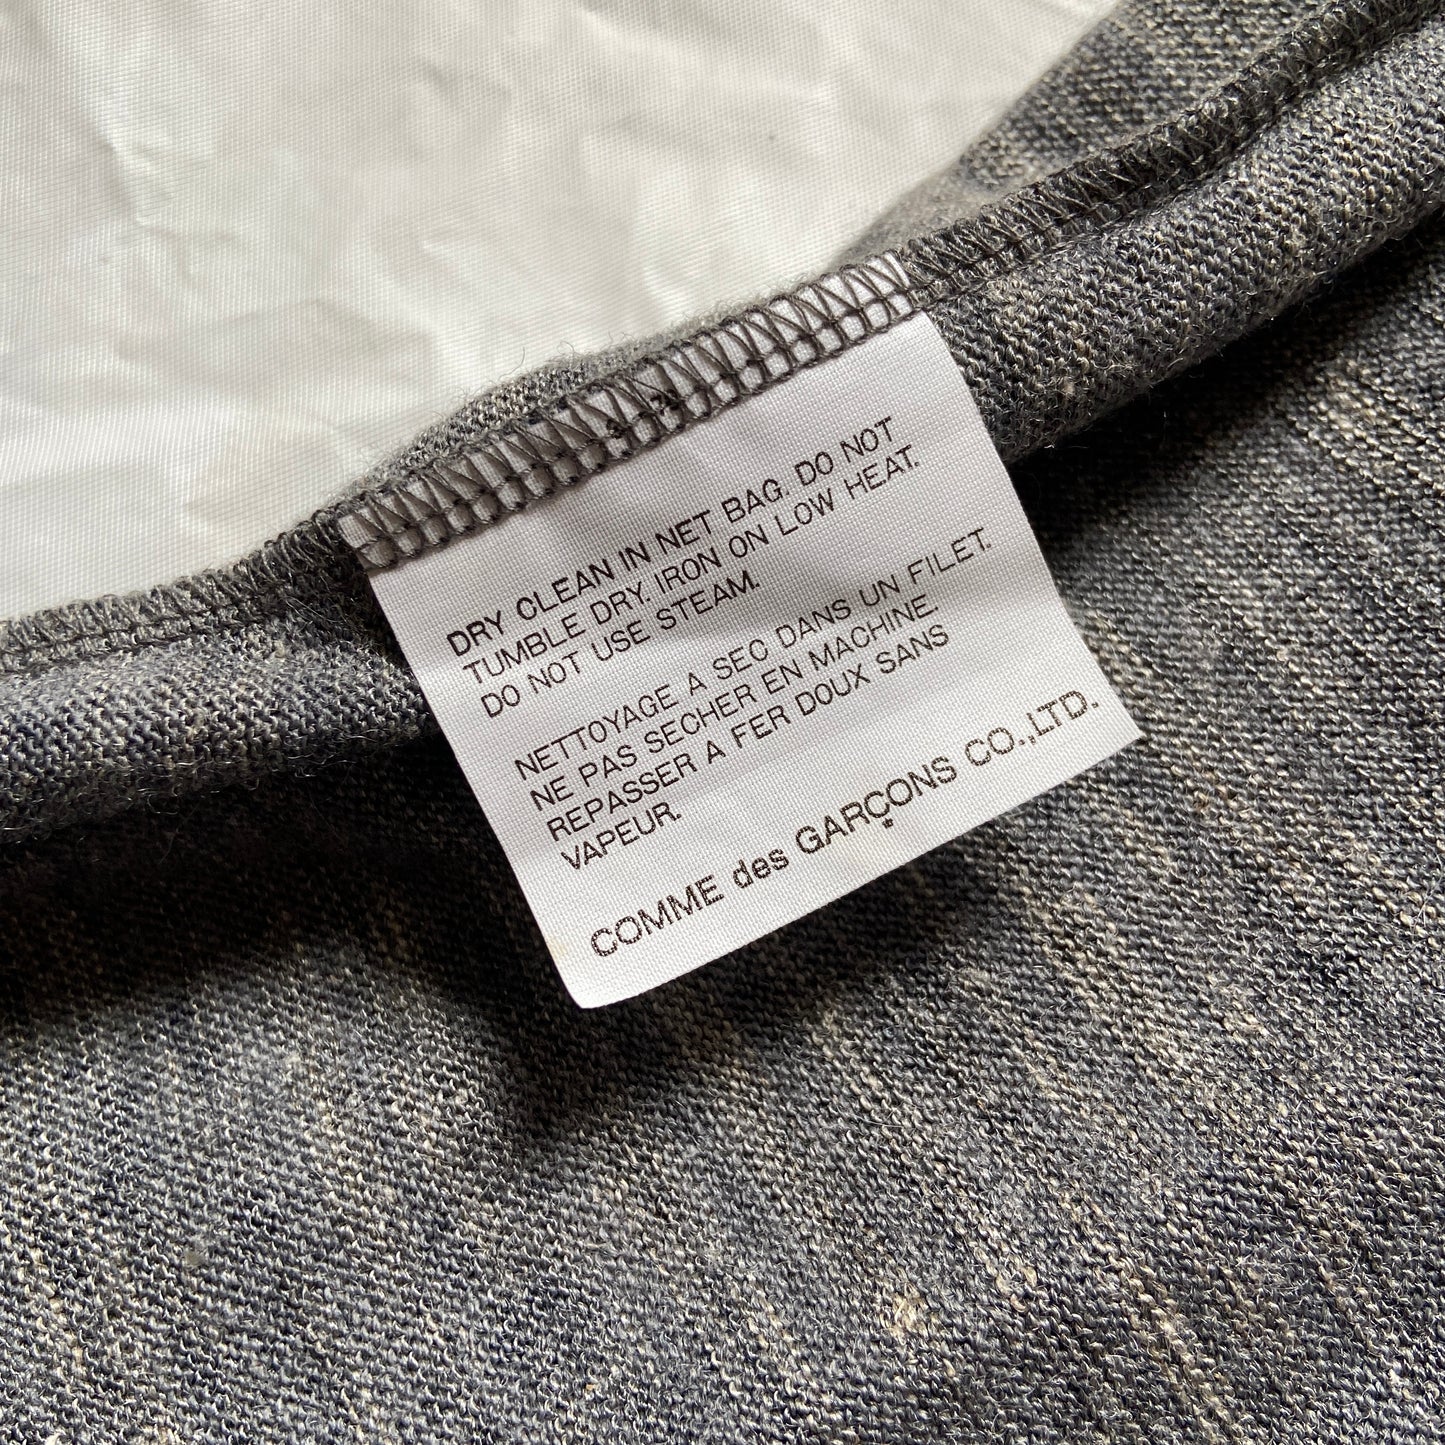 DRY CLEAN IN NET BAG. DO NOT
TUMBLE DRY. IRON ON LOW HEAT.
DO NOT USE STEAM.
NETTOYAGE A SEC DANS UN FILET.
NE PAS SECHER EN MACHINE.
REPASSER A FER DOUX SANS
VAPEUR.
COMME des GARÇONS CO.,LTD.
*